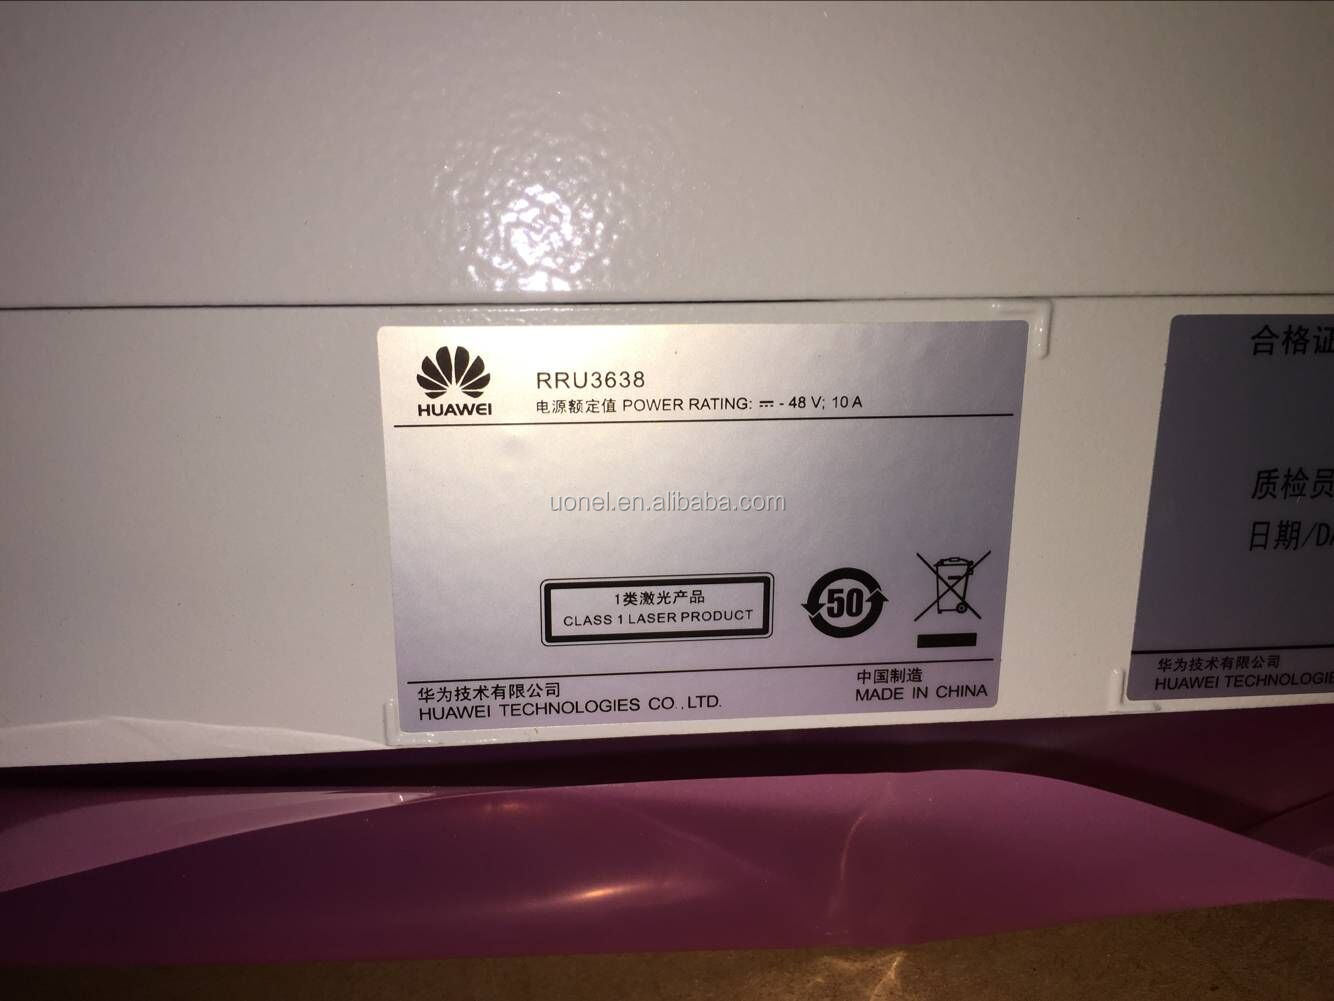 HUAWEI
RRU3638
电源额定值 POWER RATING: ⎓ - 48 V; 10 A
uonel.en.alibaba.com
1类激光产品
CLASS 1 LASER PRODUCT
50
华为技术有限公司
HUAWEI TECHNOLOGIES CO.,LTD.
中国制造
MADE IN CHINA
合格证
质检员
日期/DA
华为技术有限公司
HUAWEI TECHNOLOGIE